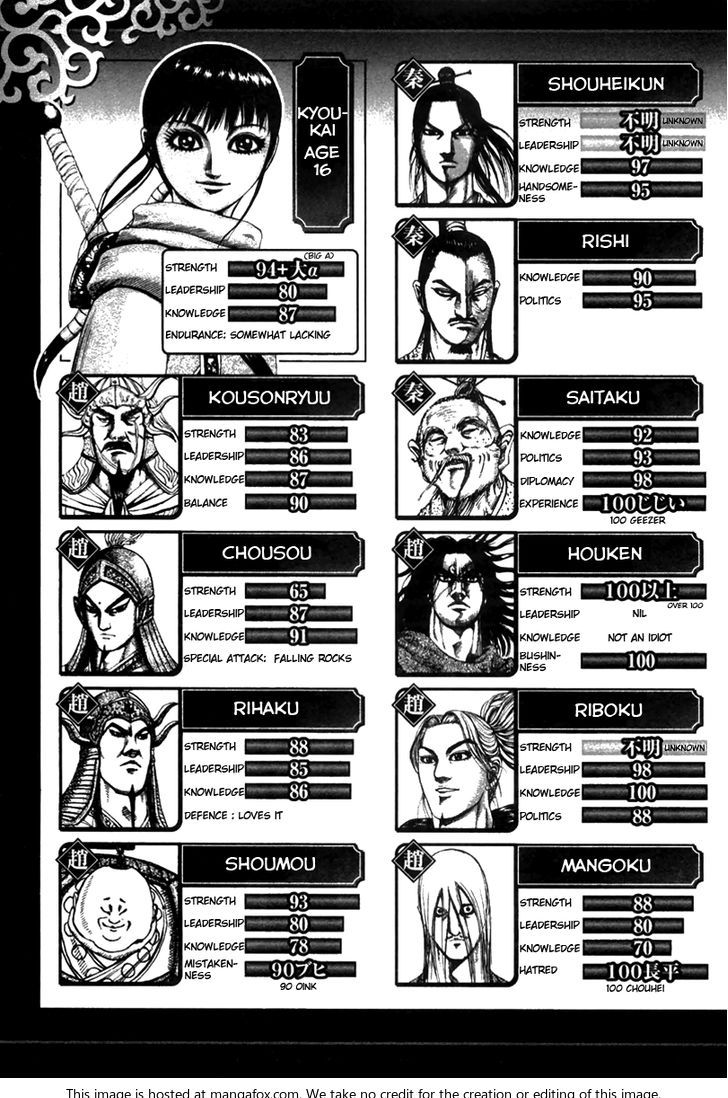 KYOU-
KAI
AGE
16
(BIG A)
STRENGTH 94+大α
LEADERSHIP 80
KNOWLEDGE 87
ENDURANCE: SOMEWHAT LACKING
秦
SHOUHEIKUN
STRENGTH 不明 UNKNOWN
LEADERSHIP 不明 UNKNOWN
KNOWLEDGE 97
HANDSOME-
NESS 95
秦
RISHI
KNOWLEDGE 90
POLITICS 95
趙
KOUSONRYUU
STRENGTH 83
LEADERSHIP 86
KNOWLEDGE 87
BALANCE 90
秦
SAITAKU
KNOWLEDGE 92
POLITICS 93
DIPLOMACY 98
EXPERIENCE 100じじい
100 GEEZER
趙
CHOUSOU
STRENGTH 65
LEADERSHIP 87
KNOWLEDGE 91
SPECIAL ATTACK: FALLING ROCKS
趙
HOUKEN
STRENGTH 100以上
OVER 100
LEADERSHIP NIL
KNOWLEDGE NOT AN IDIOT
BUSHIN-
NESS 100
趙
RIHAKU
STRENGTH 88
LEADERSHIP 85
KNOWLEDGE 86
DEFENCE : LOVES IT
趙
RIBOKU
STRENGTH 不明 UNKNOWN
LEADERSHIP 98
KNOWLEDGE 100
POLITICS 88
趙
SHOUMOU
STRENGTH 93
LEADERSHIP 80
KNOWLEDGE 78
MISTAKEN-
NESS 90ブヒ
90 OINK
趙
MANGOKU
STRENGTH 88
LEADERSHIP 80
KNOWLEDGE 70
HATRED 100長平
100 CHOUHEI
This image is hosted at mangafox.com. We take no credit for the creation or editing of this image.